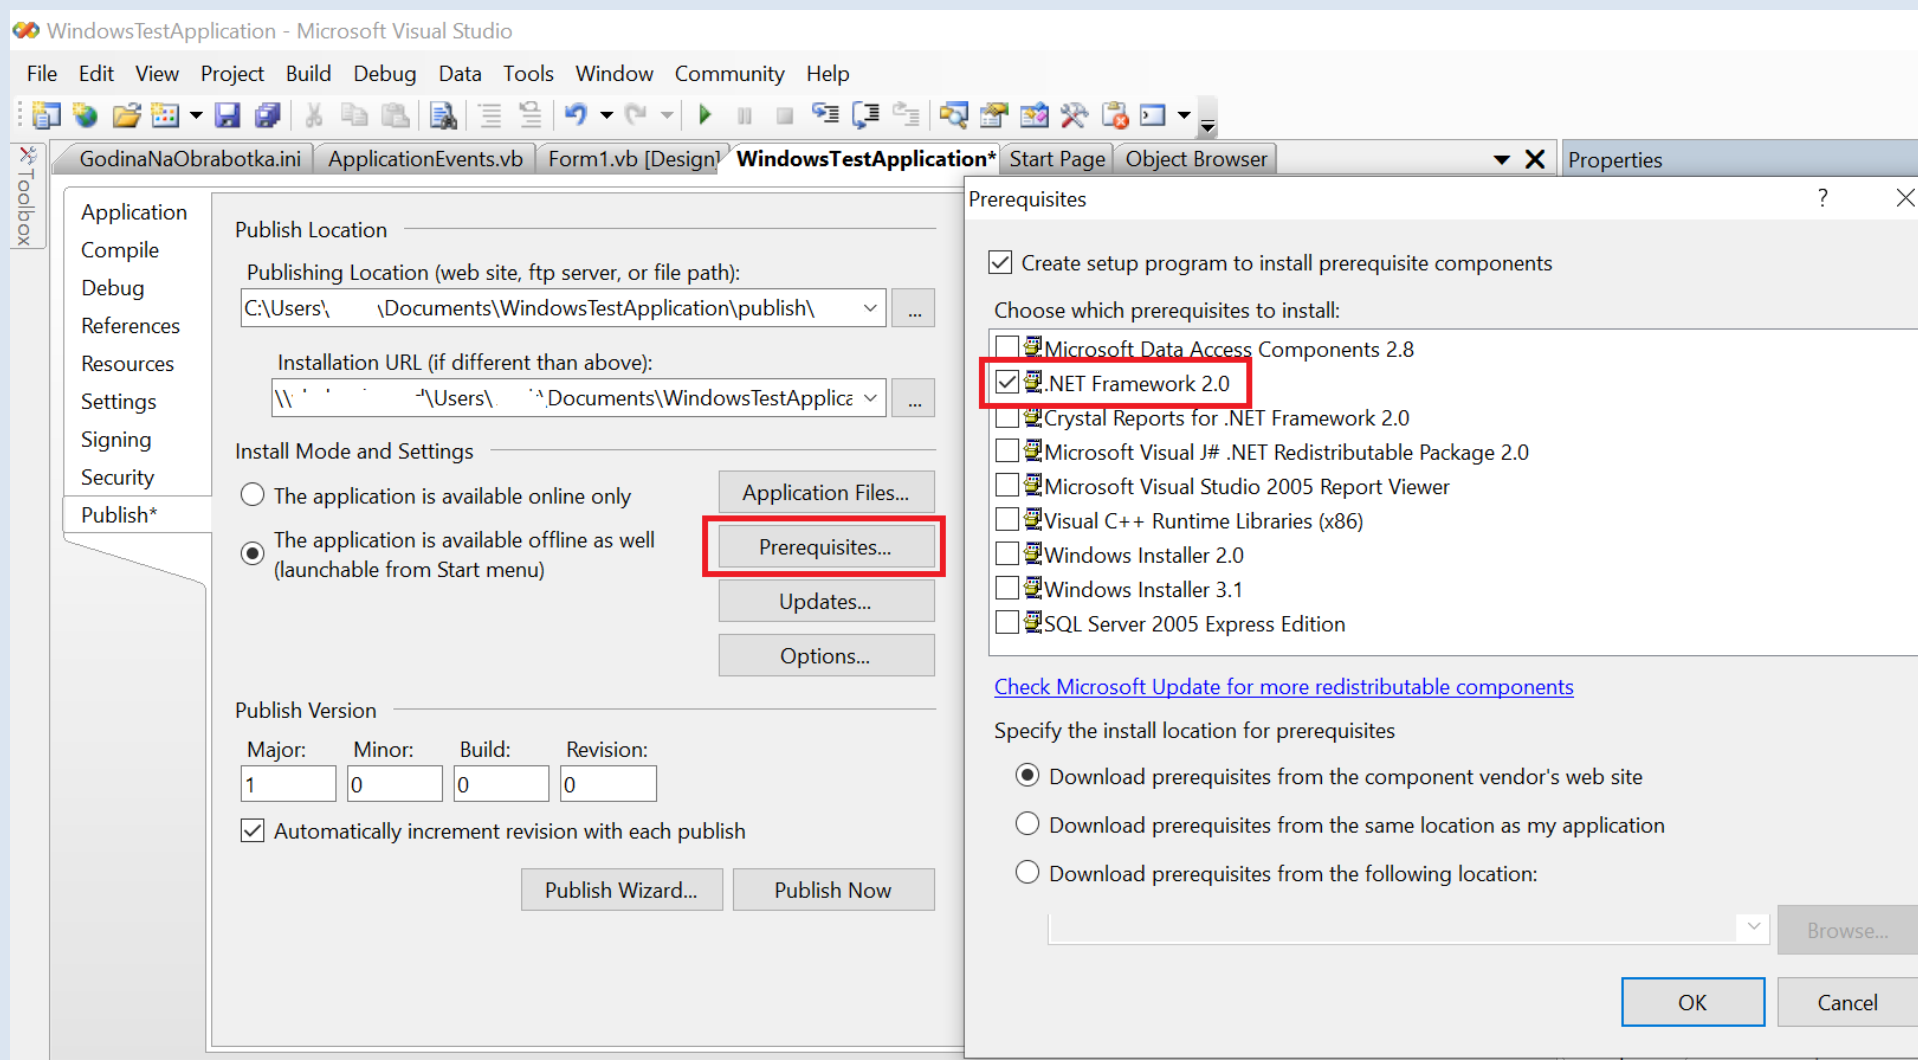 WindowsTestApplication - Microsoft Visual Studio
File Edit View Project Build Debug Data Tools Window Community Help
GodinaNaObrabotka.ini ApplicationEvents.vb Form1.vb [Design] WindowsTestApplication* Start Page Object Browser
Properties
Toolbox
Application
Compile
Debug
References
Resources
Settings
Signing
Security
Publish*
Publish Location
Publishing Location (web site, ftp server, or file path):
C:\Users\ \Documents\WindowsTestApplication\publish\
...
Installation URL (if different than above):
\\ \Users\ \Documents\WindowsTestApplica
...
Install Mode and Settings
The application is available online only
The application is available offline as well
(launchable from Start menu)
Application Files...
Prerequisites...
Updates...
Options...
Publish Version
Major: Minor: Build: Revision:
1 0 0 0
Automatically increment revision with each publish
Publish Wizard... Publish Now
Prerequisites
?
Create setup program to install prerequisite components
Choose which prerequisites to install:
Microsoft Data Access Components 2.8
.NET Framework 2.0
Crystal Reports for .NET Framework 2.0
Microsoft Visual J# .NET Redistributable Package 2.0
Microsoft Visual Studio 2005 Report Viewer
Visual C++ Runtime Libraries (x86)
Windows Installer 2.0
Windows Installer 3.1
SQL Server 2005 Express Edition
Check Microsoft Update for more redistributable components
Specify the install location for prerequisites
Download prerequisites from the component vendor's web site
Download prerequisites from the same location as my application
Download prerequisites from the following location:
Browse...
OK Cancel